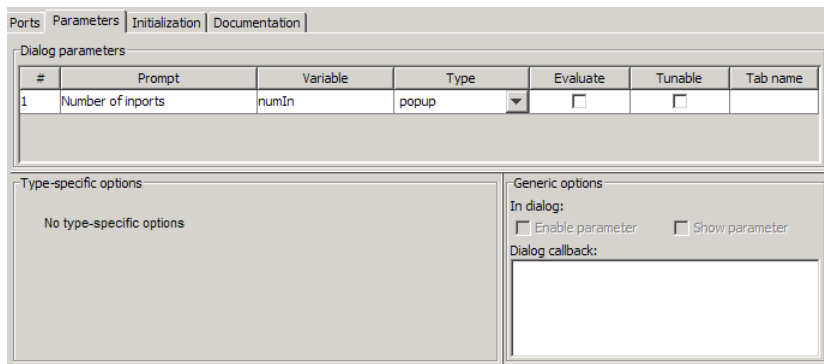 Ports Parameters Initialization Documentation
Dialog parameters
# Prompt Variable Type Evaluate Tunable Tab name
1 Number of inports numIn popup
Type-specific options
No type-specific options
Generic options
In dialog:
Enable parameter Show parameter
Dialog callback: